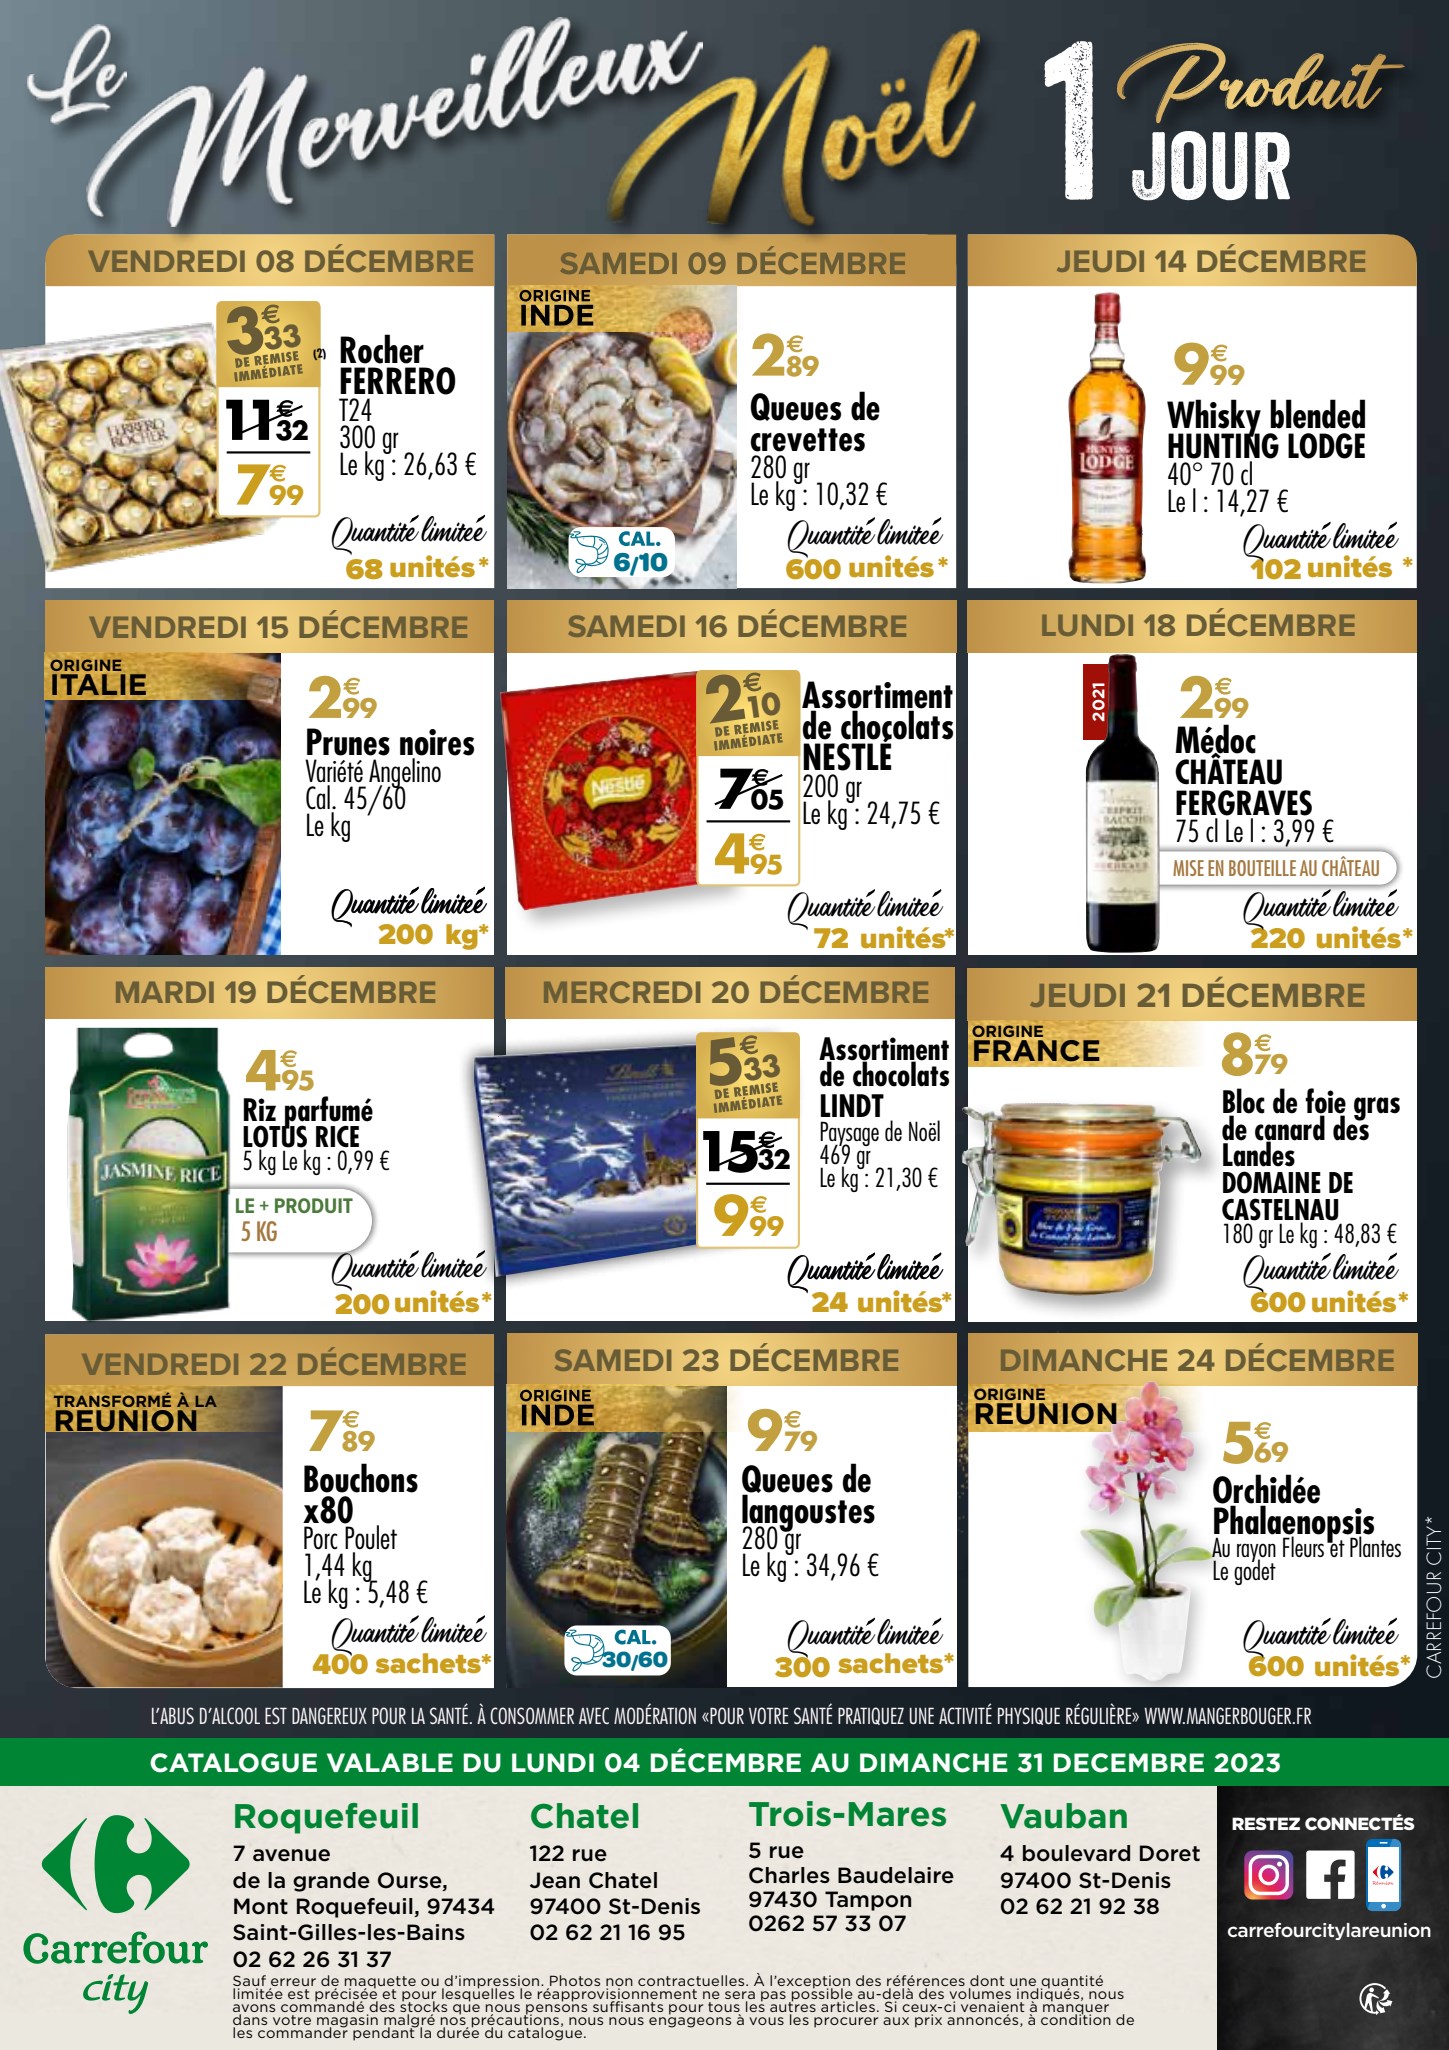 Le Merveilleux Noël
1 Produit
JOUR
VENDREDI 08 DÉCEMBRE
3€33
DE REMISE
IMMÉDIATE
(2)
11€32
7€99
Rocher
FERRERO
T24
300 gr
Le kg : 26,63 €
Quantité limitée
68 unités*
FERRERO
ROCHER
SAMEDI 09 DÉCEMBRE
ORIGINE
INDE
2€89
Queues de
crevettes
280 gr
Le kg : 10,32 €
CAL.
6/10
Quantité limitée
600 unités*
JEUDI 14 DÉCEMBRE
9€99
Whisky blended
HUNTING LODGE
40° 70 cl
Le l : 14,27 €
Quantité limitée
102 unités *
HUNTING
LODGE
VENDREDI 15 DÉCEMBRE
ORIGINE
ITALIE
2€99
Prunes noires
Variété Angelino
Cal. 45/60
Le kg
Quantité limitée
200 kg*
SAMEDI 16 DÉCEMBRE
Nestlé
2€10
DE REMISE
IMMÉDIATE
7€05
4€95
Assortiment
de chocolats
NESTLÉ
200 gr
Le kg : 24,75 €
Quantité limitée
72 unités*
LUNDI 18 DÉCEMBRE
2021
2€99
Médoc
CHÂTEAU
FERGRAVES
75 cl Le l : 3,99 €
MISE EN BOUTEILLE AU CHÂTEAU
Quantité limitée
220 unités*
MARDI 19 DÉCEMBRE
JASMINE RICE
4€95
Riz parfumé
LOTUS RICE
5 kg Le kg : 0,99 €
LE + PRODUIT
5 KG
Quantité limitée
200 unités*
MERCREDI 20 DÉCEMBRE
Lindt
5€33
DE REMISE
IMMÉDIATE
15€32
9€99
Assortiment
de chocolats
LINDT
Paysage de Noël
469 gr
Le kg : 21,30 €
Quantité limitée
24 unités*
JEUDI 21 DÉCEMBRE
ORIGINE
FRANCE
8€79
Bloc de foie gras
de canard des
Landes
DOMAINE DE
CASTELNAU
180 gr Le kg : 48,83 €
Quantité limitée
600 unités*
VENDREDI 22 DÉCEMBRE
TRANSFORMÉ À LA
REUNION
7€89
Bouchons
x80
Porc Poulet
1,44 kg
Le kg : 5,48 €
Quantité limitée
400 sachets*
SAMEDI 23 DÉCEMBRE
ORIGINE
INDE
9€79
Queues de
langoustes
280 gr
Le kg : 34,96 €
CAL.
30/60
Quantité limitée
300 sachets*
DIMANCHE 24 DÉCEMBRE
ORIGINE
REUNION
5€69
Orchidée
Phalaenopsis
Au rayon Fleurs et Plantes
Le godet
Quantité limitée
600 unités*
CARREFOUR CITY*
L'ABUS D'ALCOOL EST DANGEREUX POUR LA SANTÉ. À CONSOMMER AVEC MODÉRATION «POUR VOTRE SANTÉ PRATIQUEZ UNE ACTIVITÉ PHYSIQUE RÉGULIÈRE» WWW.MANGERBOUGER.FR
CATALOGUE VALABLE DU LUNDI 04 DÉCEMBRE AU DIMANCHE 31 DECEMBRE 2023
Carrefour
city
Roquefeuil
7 avenue
de la grande Ourse,
Mont Roquefeuil, 97434
Saint-Gilles-les-Bains
02 62 26 31 37
Chatel
122 rue
Jean Chatel
97400 St-Denis
02 62 21 16 95
Trois-Mares
5 rue
Charles Baudelaire
97430 Tampon
0262 57 33 07
Vauban
4 boulevard Doret
97400 St-Denis
02 62 21 92 38
Sauf erreur de maquette ou d'impression. Photos non contractuelles. À l'exception des références dont une quantité
limitée est précisée et pour lesquelles le réapprovisionnement ne sera pas possible au-delà des volumes indiqués, nous
avons commandé des stocks que nous pensons suffisants pour tous les autres articles. Si ceux-ci venaient à manquer
dans votre magasin malgré nos précautions, nous nous engageons à vous les procurer aux prix annoncés, à condition de
les commander pendant la durée du catalogue.
RESTEZ CONNECTÉS
carrefourcitylareunion